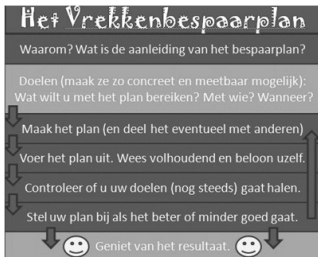 Het Vrekkenbespaarplan
Waarom? Wat is de aanleiding van het bespaarplan?
Doelen (maak ze zo concreet en meetbaar mogelijk):
Wat wilt u met het plan bereiken? Met wie? Wanneer?
Maak het plan (en deel het eventueel met anderen)
Voer het plan uit. Wees volhoudend en beloon uzelf.
Controleer of u uw doelen (nog steeds) gaat halen.
Stel uw plan bij als het beter of minder goed gaat.
Geniet van het resultaat.